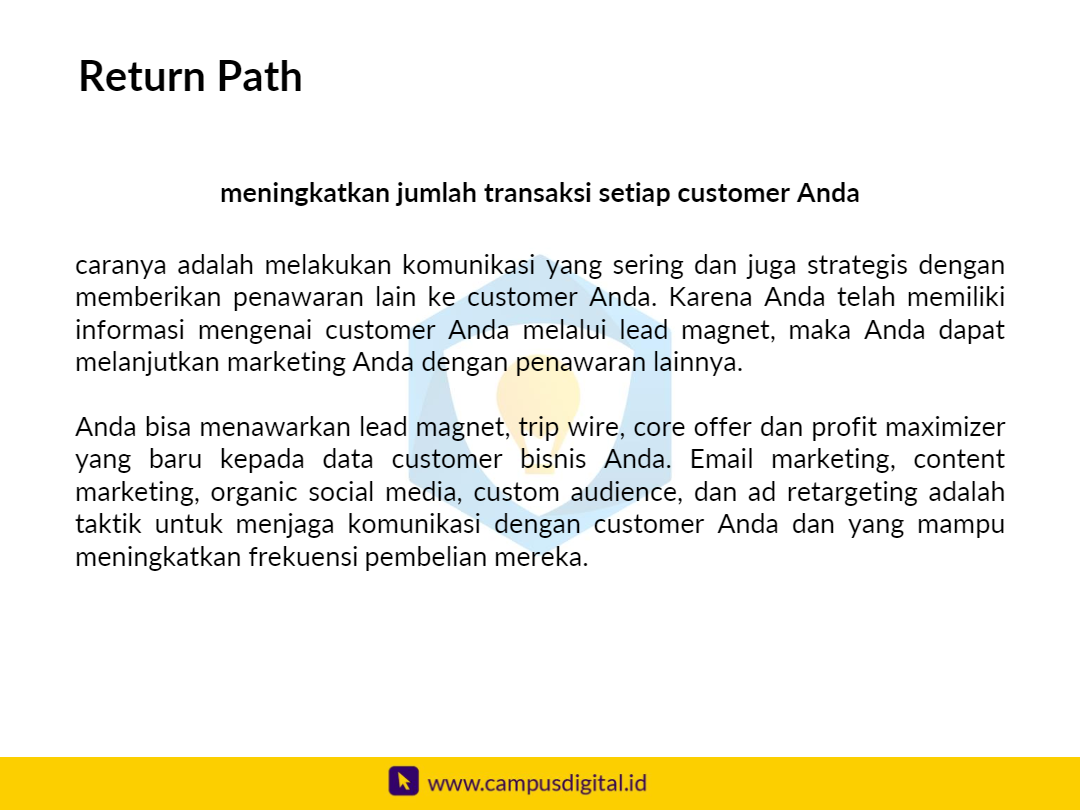 Return Path
meningkatkan jumlah transaksi setiap customer Anda
caranya adalah melakukan komunikasi yang sering dan juga strategis dengan
memberikan penawaran lain ke customer Anda. Karena Anda telah memiliki
informasi mengenai customer Anda melalui lead magnet, maka Anda dapat
melanjutkan marketing Anda dengan penawaran lainnya.
Anda bisa menawarkan lead magnet, trip wire, core offer dan profit maximizer
yang baru kepada data customer bisnis Anda. Email marketing, content
marketing, organic social media, custom audience, dan ad retargeting adalah
taktik untuk menjaga komunikasi dengan customer Anda dan yang mampu
meningkatkan frekuensi pembelian mereka.
www.campusdigital.id